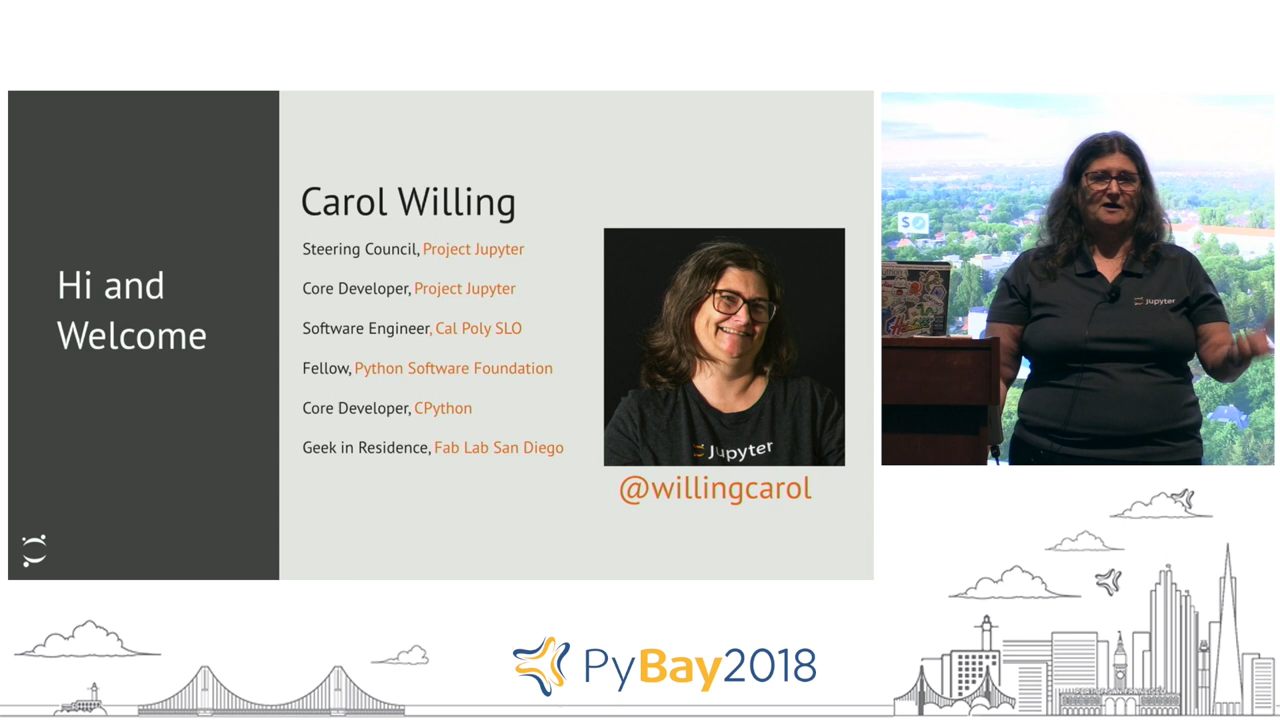 Hi and
Welcome
Carol Willing
Steering Council, Project Jupyter
Core Developer, Project Jupyter
Software Engineer, Cal Poly SLO
Fellow, Python Software Foundation
Core Developer, CPython
Geek in Residence, Fab Lab San Diego
Jupyter
@willingcarol
Jupyter
PyBay2018